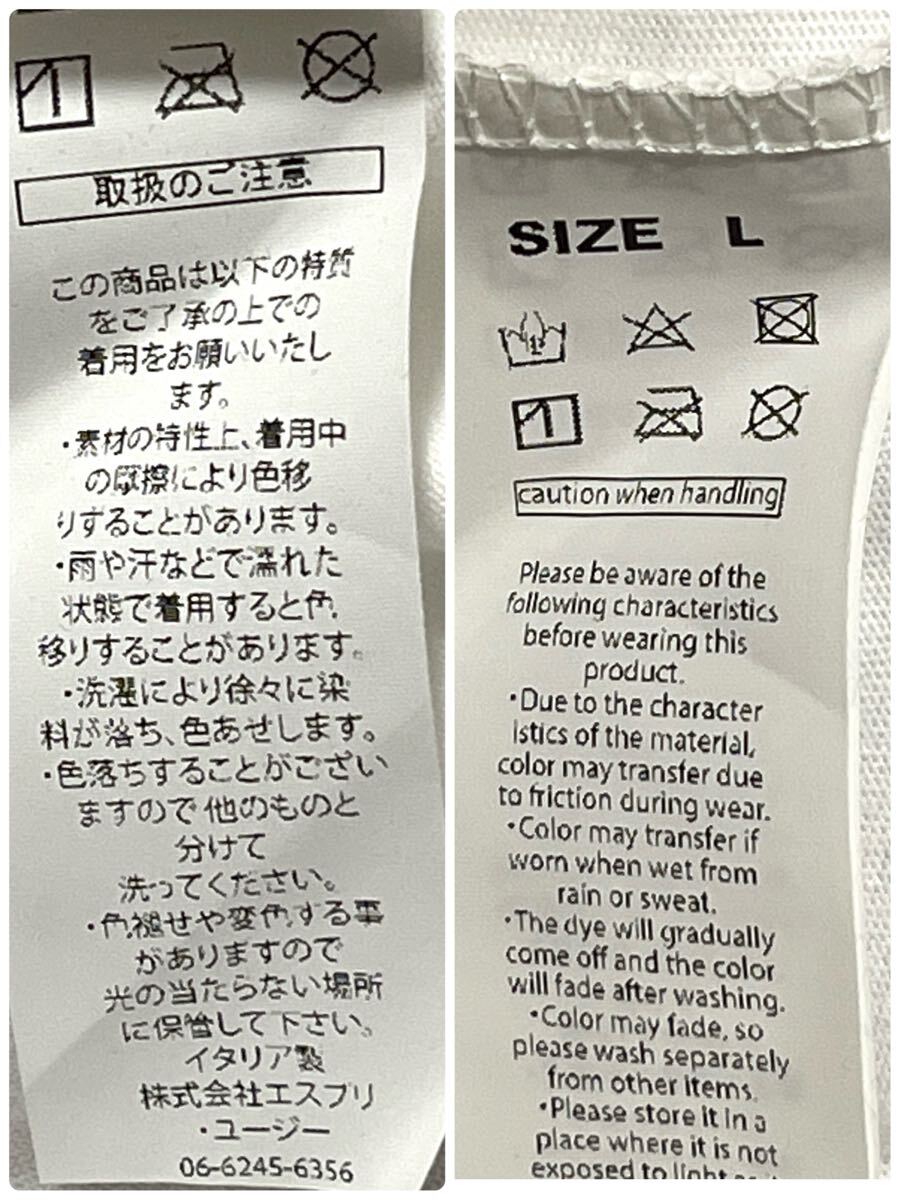 取扱のご注意
この商品は以下の特質
をご了承の上での
着用をお願いいたし
ます。
・素材の特性上、着用中
の摩擦により色移
りすることがあります。
・雨や汗などで濡れた
状態で着用すると色
移りすることがあります。
・洗濯により徐々に染
料が落ち、色あせします。
・色落ちすることがござい
ますので他のものと
分けて
洗ってください。
・色褪せや変色する事
がありますので
光の当たらない場所
に保管して下さい。
イタリア製
株式会社エスプリ
・ユージー
06-6245-6356
SIZE L
caution when handling
Please be aware of the
following characteristics
before wearing this
product.
・Due to the character
istics of the material,
color may transfer due
to friction during wear.
・Color may transfer if
worn when wet from
rain or sweat.
・The dye will gradually
come off and the color
will fade after washing.
・Color may fade, so
please wash separately
from other items.
・Please store it in a
place where it is not
exposed to light